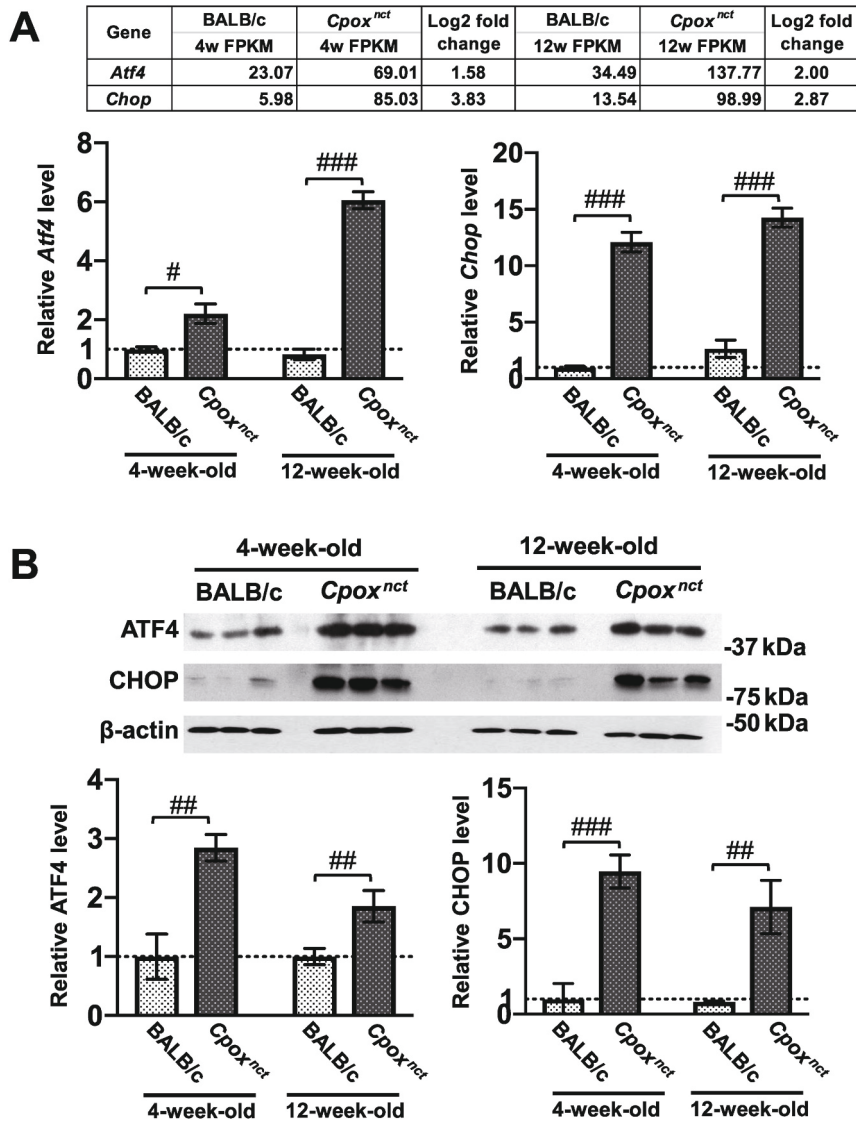 A
Gene BALB/c Cpox nct Log2 fold change BALB/c Cpox nct Log2 fold change
4w FPKM 4w FPKM 12w FPKM 12w FPKM
Atf4 23.07 69.01 1.58 34.49 137.77 2.00
Chop 5.98 85.03 3.83 13.54 98.99 2.87
Relative Atf4 level
8
6
4
2
1
0
#
###
BALB/c Cpox nct BALB/c Cpox nct
4-week-old 12-week-old
Relative Chop level
20
15
10
5
1
0
###
###
BALB/c Cpox nct BALB/c Cpox nct
4-week-old 12-week-old
B
4-week-old 12-week-old
BALB/c Cpox nct BALB/c Cpox nct
ATF4 -37 kDa
CHOP -75 kDa
β-actin -50 kDa
Relative ATF4 level
4
3
2
1
0
##
##
BALB/c Cpox nct BALB/c Cpox nct
4-week-old 12-week-old
Relative CHOP level
15
10
5
1
0
###
##
BALB/c Cpox nct BALB/c Cpox nct
4-week-old 12-week-old